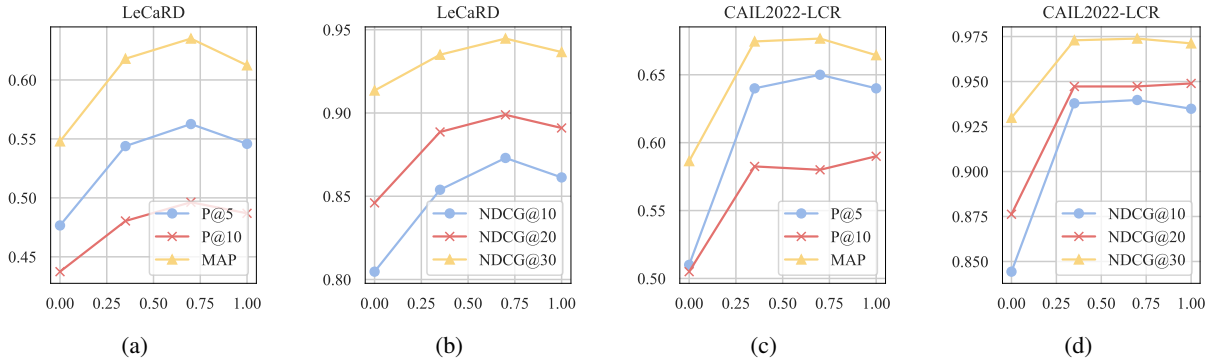 LeCaRD
0.60
0.55
0.50
0.45
P@5
P@10
MAP
0.00 0.25 0.50 0.75 1.00
(a)
LeCaRD
0.95
0.90
0.85
0.80
NDCG@10
NDCG@20
NDCG@30
0.00 0.25 0.50 0.75 1.00
(b)
CAIL2022-LCR
0.65
0.60
0.55
0.50
P@5
P@10
MAP
0.00 0.25 0.50 0.75 1.00
(c)
CAIL2022-LCR
0.975
0.950
0.925
0.900
0.875
0.850
NDCG@10
NDCG@20
NDCG@30
0.00 0.25 0.50 0.75 1.00
(d)